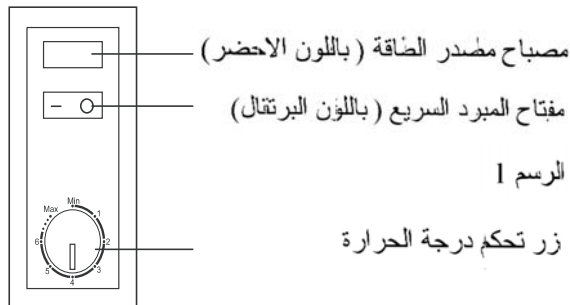 مصباح مصدر الطاقة ( باللون الاحضر)
مفتاح المبرد السريع ( باللون البرتقال)
الرسم 1
زر تحكم درجة الحرارة
– O
Min
1
2
3
4
5
6
Max